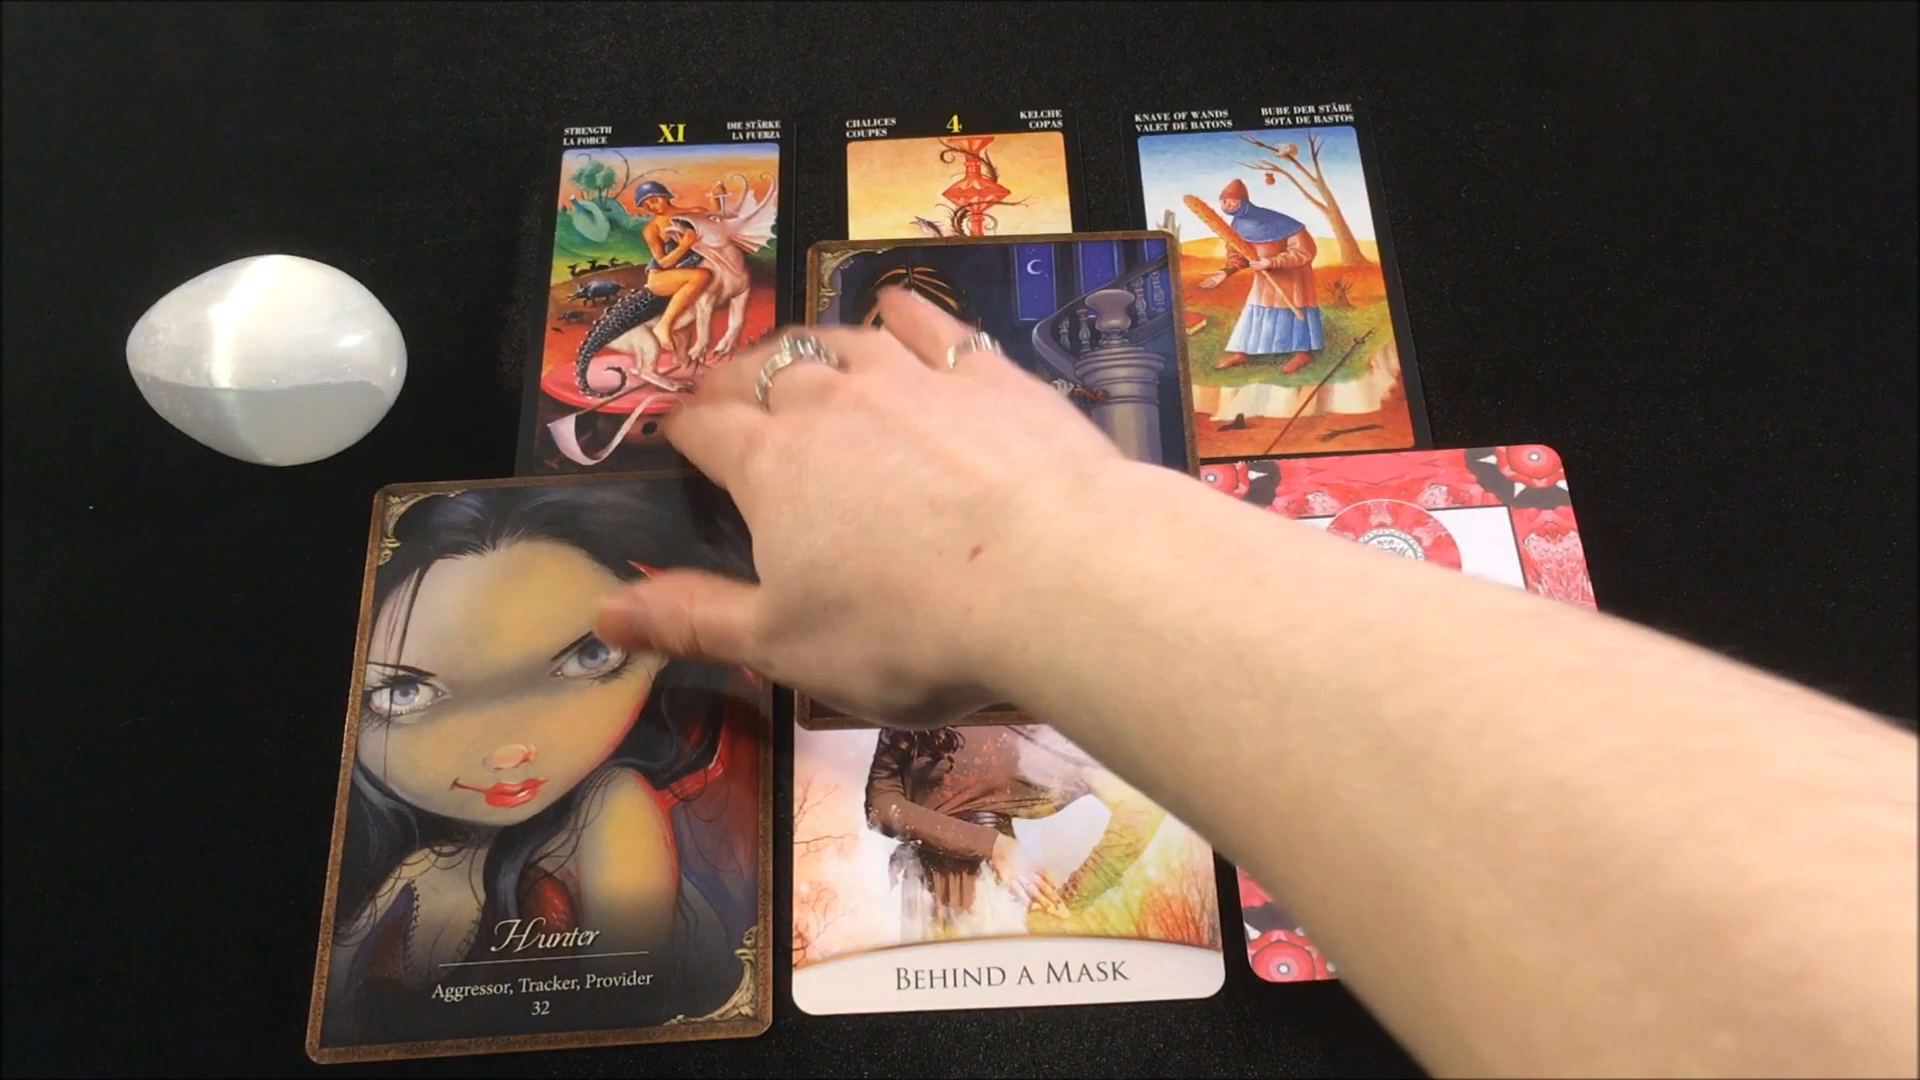 STRENGTH
LA FORCE
XI
DIE STÄRKE
LA FUERZA
CHALICES
COUPES
4
KELCHE
COPAS
KNAVE OF WANDS
VALET DE BATONS
BUBE DER STÄBE
SOTA DE BASTOS
Hunter
Aggressor, Tracker, Provider
32
BEHIND A MASK